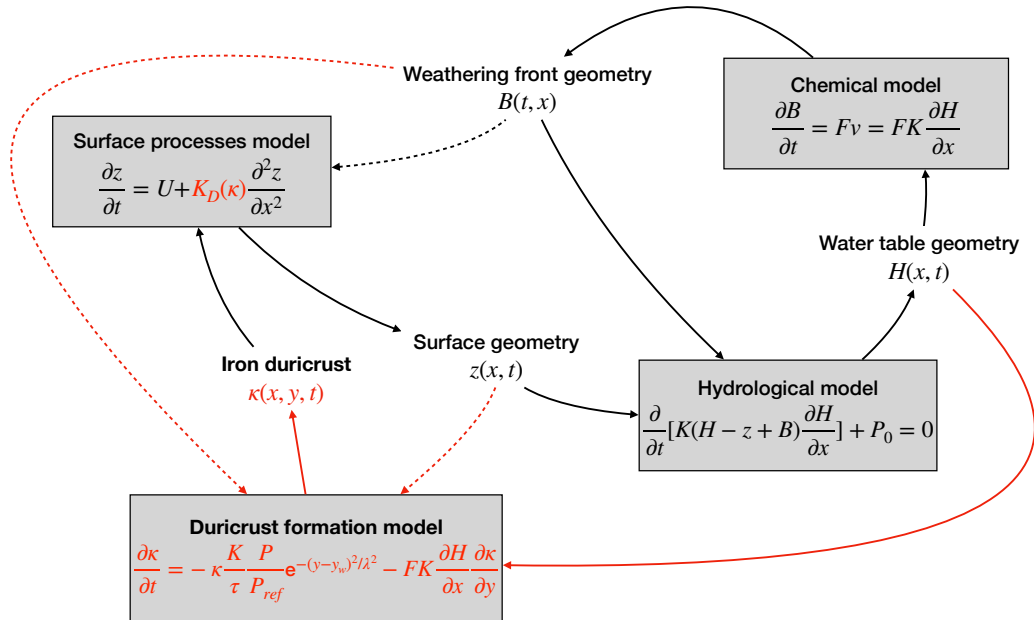 Weathering front geometry
B(t, x)
Chemical model
∂B/∂t = Fv = FK ∂H/∂x
Surface processes model
∂z/∂t = U+K_D(κ) ∂²z/∂x²
Water table geometry
H(x, t)
Surface geometry
z(x, t)
Iron duricrust
κ(x, y, t)
Hydrological model
∂/∂t [K(H − z + B) ∂H/∂x] + P₀ = 0
Duricrust formation model
∂κ/∂t = − κ K/τ P/P_ref e^{−(y−y_w)²/λ²} − FK ∂H/∂x ∂κ/∂y